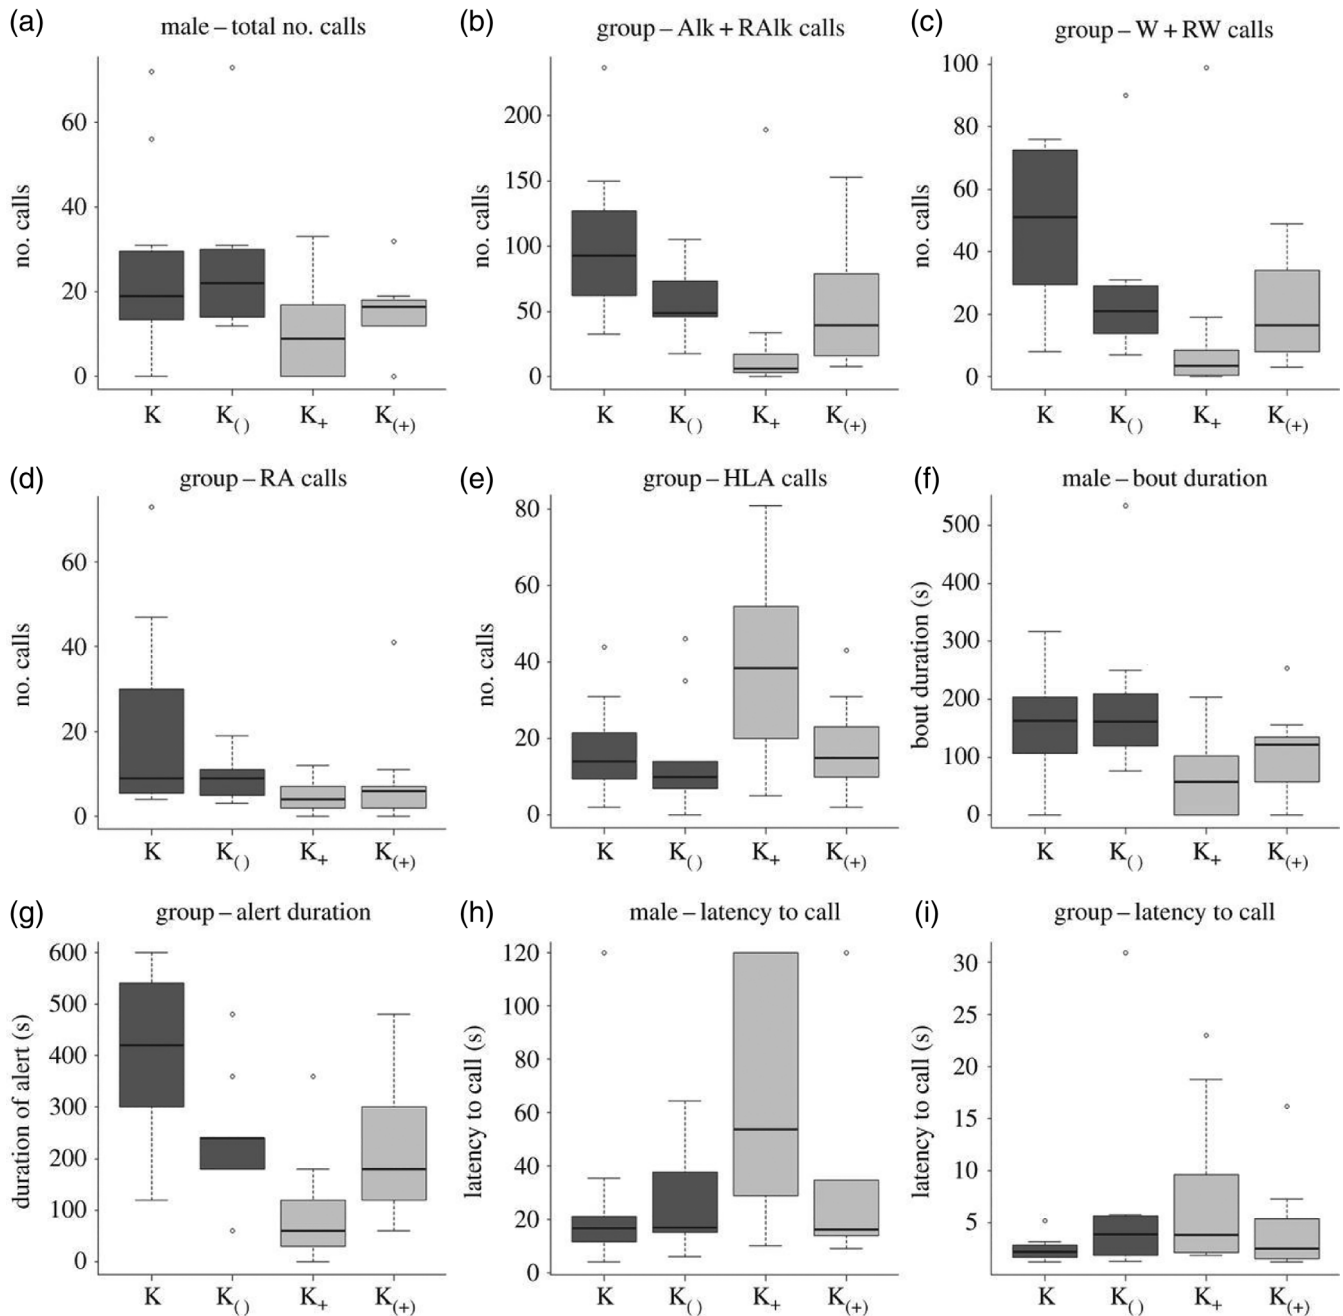 (a) male – total no. calls
no. calls
60
40
20
0
K K( ) K+ K(+)
(b) group – Alk + RAlk calls
no. calls
200
150
100
50
0
K K( ) K+ K(+)
(c) group – W + RW calls
no. calls
100
80
60
40
20
0
K K( ) K+ K(+)
(d) group – RA calls
no. calls
60
40
20
0
K K( ) K+ K(+)
(e) group – HLA calls
no. calls
80
60
40
20
0
K K( ) K+ K(+)
(f) male – bout duration
bout duration (s)
500
400
300
200
100
0
K K( ) K+ K(+)
(g) group – alert duration
duration of alert (s)
600
500
400
300
200
100
0
K K( ) K+ K(+)
(h) male – latency to call
latency to call (s)
120
100
80
60
40
20
0
K K( ) K+ K(+)
(i) group – latency to call
latency to call (s)
30
25
20
15
10
5
K K( ) K+ K(+)